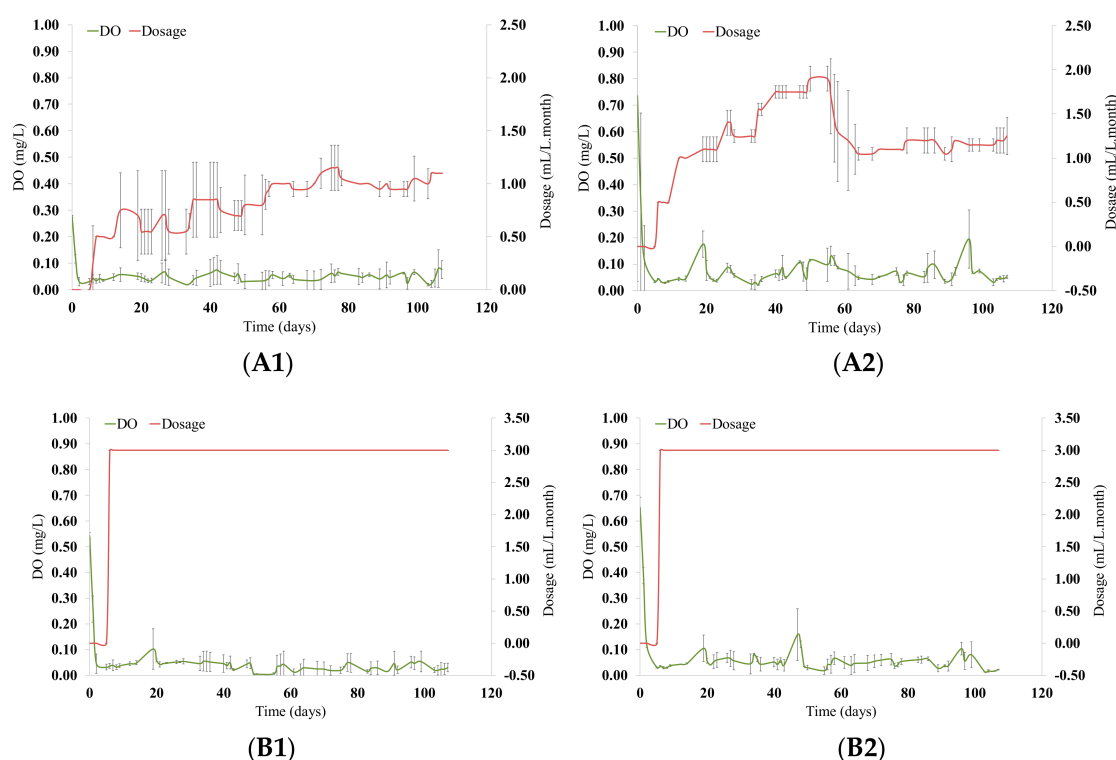 DO Dosage
1.00 0.90 0.80 0.70 0.60 0.50 0.40 0.30 0.20 0.10 0.00
DO (mg/L)
2.50 2.00 1.50 1.00 0.50 0.00
Dosage (mL/L.month)
0 20 40 60 80 100 120
Time (days)
(A1)
DO Dosage
1.00 0.90 0.80 0.70 0.60 0.50 0.40 0.30 0.20 0.10 0.00
DO (mg/L)
2.50 2.00 1.50 1.00 0.50 0.00 -0.50
Dosage (mL/L.month)
0 20 40 60 80 100 120
Time (days)
(A2)
DO Dosage
1.00 0.90 0.80 0.70 0.60 0.50 0.40 0.30 0.20 0.10 0.00
DO (mg/L)
3.50 3.00 2.50 2.00 1.50 1.00 0.50 0.00 -0.50
Dosage (mL/L.month)
0 20 40 60 80 100 120
Time (days)
(B1)
DO Dosage
1.00 0.90 0.80 0.70 0.60 0.50 0.40 0.30 0.20 0.10 0.00
DO (mg/L)
3.50 3.00 2.50 2.00 1.50 1.00 0.50 0.00 -0.50
Dosage (mL/L.month)
0 20 40 60 80 100 120
Time (days)
(B2)